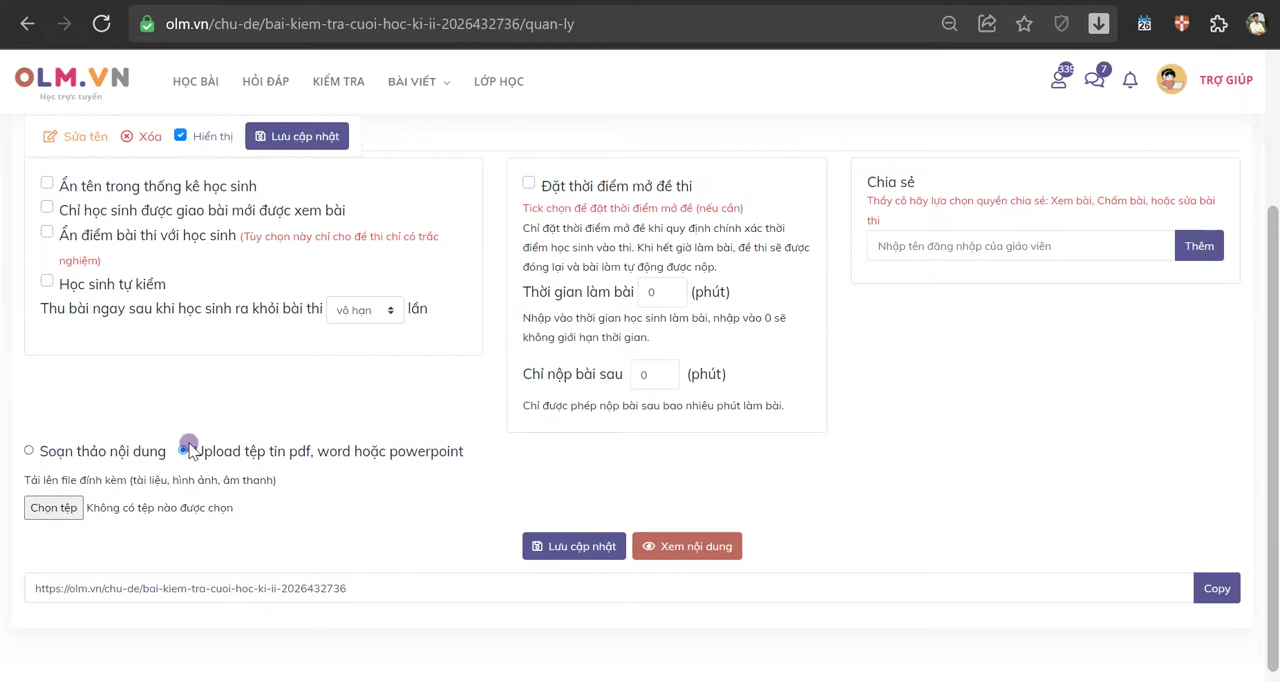 olm.vn/chu-de/bai-kiem-tra-cuoi-hoc-ki-ii-2026432736/quan-ly
26
OLM.VN
Học trực tuyến
HỌC BÀI
HỎI ĐÁP
KIỂM TRA
BÀI VIẾT
LỚP HỌC
335
7
TRỢ GIÚP
Sửa tên
Xóa
Hiển thị
Lưu cập nhật
Ẩn tên trong thống kê học sinh
Chỉ học sinh được giao bài mới được xem bài
Ẩn điểm bài thi với học sinh (Tùy chọn này chỉ cho đề thi chỉ có trắc
nghiệm)
Học sinh tự kiểm
Thu bài ngay sau khi học sinh ra khỏi bài thi vô hạn lần
Đặt thời điểm mở đề thi
Tick chọn để đặt thời điểm mở đề (nếu cần)
Chỉ đặt thời điểm mở đề khi quy định chính xác thời
điểm học sinh vào thi. Khi hết giờ làm bài, đề thi sẽ được
đóng lại và bài làm tự động được nộp.
Thời gian làm bài 0 (phút)
Nhập vào thời gian học sinh làm bài, nhập vào 0 sẽ
không giới hạn thời gian.
Chỉ nộp bài sau 0 (phút)
Chỉ được phép nộp bài sau bao nhiêu phút làm bài.
Chia sẻ
Thầy cô hãy lựa chọn quyền chia sẻ: Xem bài, Chấm bài, hoặc sửa bài
thi
Nhập tên đăng nhập của giáo viên
Thêm
Soạn thảo nội dung
Upload tệp tin pdf, word hoặc powerpoint
Tải lên file đính kèm (tài liệu, hình ảnh, âm thanh)
Chọn tệp Không có tệp nào được chọn
Lưu cập nhật
Xem nội dung
https://olm.vn/chu-de/bai-kiem-tra-cuoi-hoc-ki-ii-2026432736
Copy